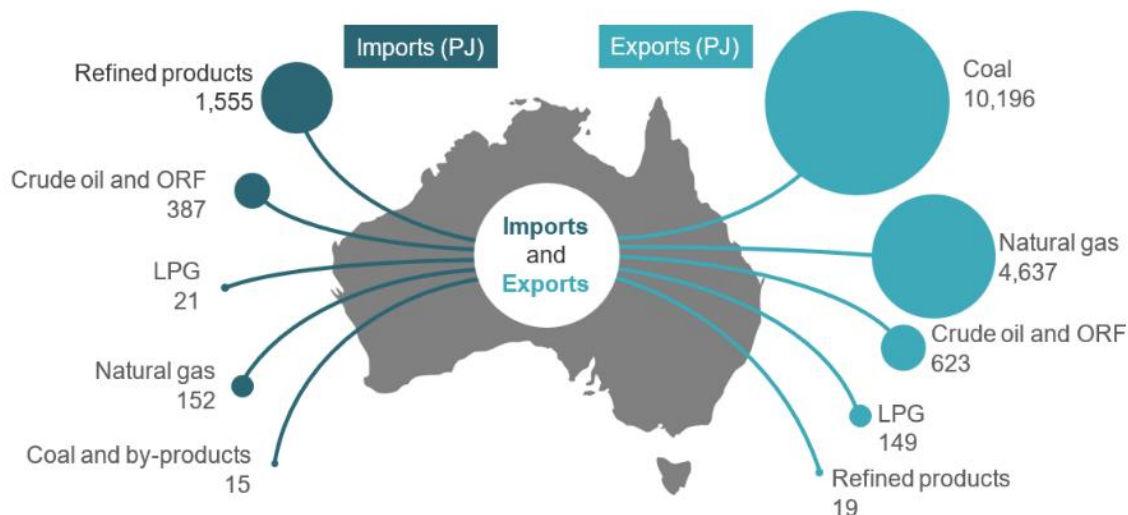 Imports (PJ)
Exports (PJ)
Refined products
1,555
Crude oil and ORF
387
LPG
21
Natural gas
152
Coal and by-products
15
Imports
and
Exports
Coal
10,196
Natural gas
4,637
Crude oil and ORF
623
LPG
149
Refined products
19